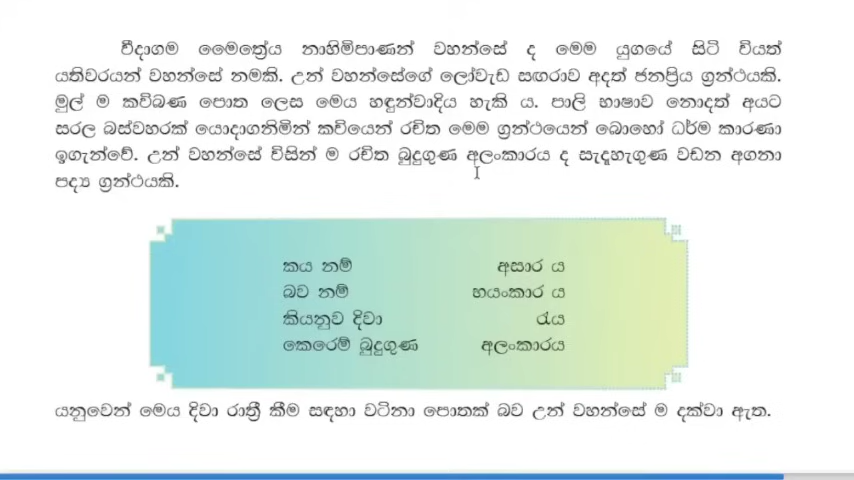 වීදාගම මෛත්‍රේය නාහිමිපාණන් වහන්සේ ද මෙම යුගයේ සිටි වියත්
යතිවරයන් වහන්සේ නමකි. උන් වහන්සේගේ ලෝවැඩ සඟරාව අදත් ජනප්‍රිය ග්‍රන්ථයකි.
මුල් ම කවිබණ පොත ලෙස මෙය හඳුන්වාදිය හැකි ය. පාලි භාෂාව නොදත් අයට
සරල බස්වහරක් යොදාගනිමින් කවියෙන් රචිත මෙම ග්‍රන්ථයෙන් බොහෝ ධර්ම කාරණා
ඉගැන්වේ. උන් වහන්සේ විසින් ම රචිත බුදුගුණ අලංකාරය ද සැදැහැගුණ වඩන අගනා
පද්‍ය ග්‍රන්ථයකි.
කය නම් අසාර ය
බව නම් භයංකාර ය
කියනුව දිවා රැය
කෙරෙම් බුදුගුණ අලංකාරය
යනුවෙන් මෙය දිවා රාත්‍රී කීම සඳහා වටිනා පොතක් බව උන් වහන්සේ ම දක්වා ඇත.